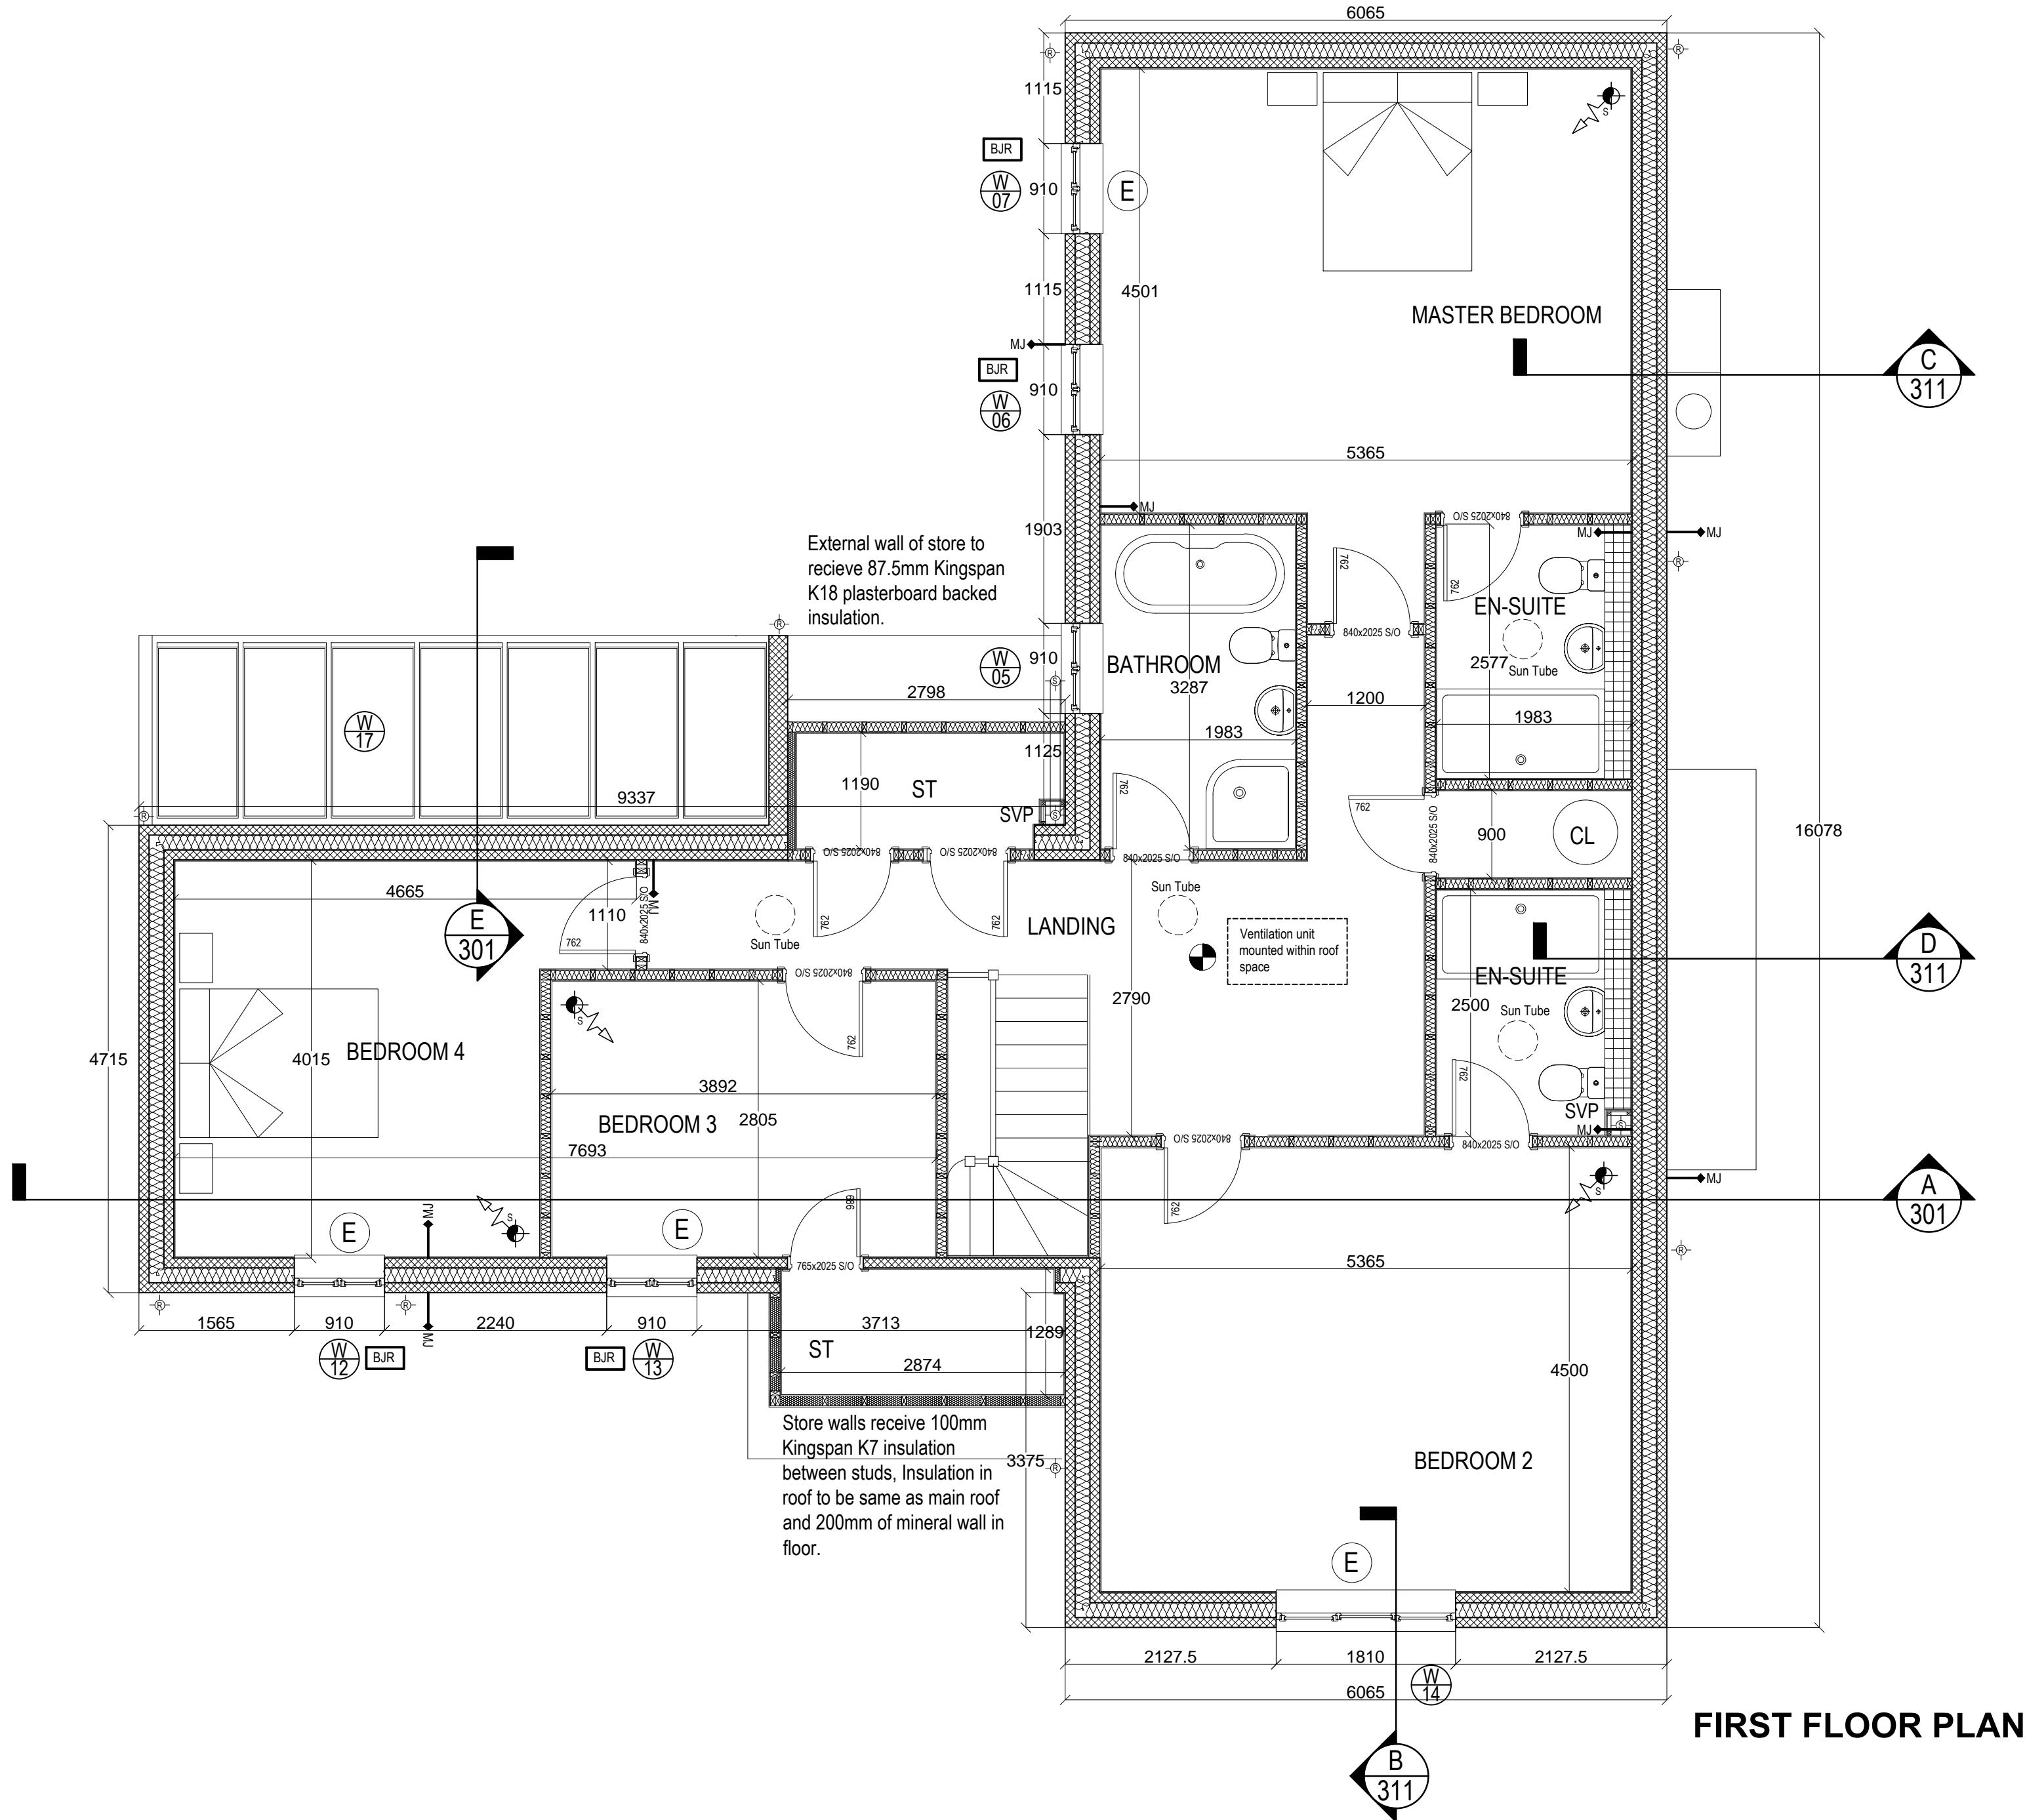 6065
1115
BJR
W
07
910
E
S
1115
4501
MASTER BEDROOM
MJ
BJR
W
06
910
C
311
5365
MJ
1903
840x2025 S/O
MJ
MJ
External wall of store to
recieve 87.5mm Kingspan
K18 plasterboard backed
insulation.
762
762
EN-SUITE
840x2025 S/O
W
05
910
S
BATHROOM
3287
2577
Sun Tube
2798
1200
1983
1983
W
17
1125
1190
ST
762
762
9337
SVP
S
840x2025 S/O
900
CL
16078
R
R
R
R
R
840x2025 S/O
840x2025 S/O
840x2025 S/O
4665
1110
840x2025 S/O
MJ
762
762
762
E
301
Sun Tube
LANDING
Sun Tube
Ventilation unit
mounted within roof
space
D
311
840x2025 S/O
EN-SUITE
2790
2500
Sun Tube
S
762
4715
4015
BEDROOM 4
3892
BEDROOM 3
2805
762
SVP
S
MJ
7693
840x2025 S/O
840x2025 S/O
MJ
S
A
301
686
762
MJ
S
E
E
765x2025 S/O
5365
R
R
R
1565
910
2240
910
3713
1289
MJ
W
12
BJR
BJR
W
13
ST
2874
4500
Store walls receive 100mm
Kingspan K7 insulation
between studs, Insulation in
roof to be same as main roof
and 200mm of mineral wall in
floor.
3375
R
BEDROOM 2
E
2127.5
1810
2127.5
W
14
6065
FIRST FLOOR PLAN
B
311